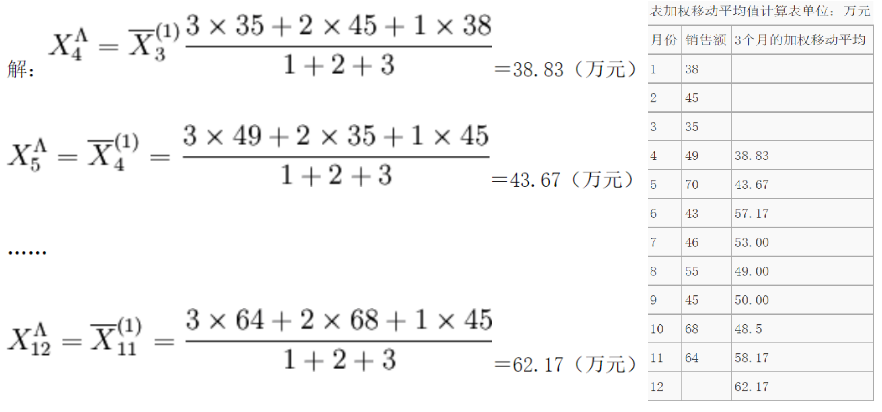 解: X₄^Λ = X̅₃⁽¹⁾ (3 × 35 + 2 × 45 + 1 × 38)/(1 + 2 + 3) =38.83(万元)
X₅^Λ = X̅₄⁽¹⁾ = (3 × 49 + 2 × 35 + 1 × 45)/(1 + 2 + 3) =43.67(万元)
......
X₁₂^Λ = X̅₁₁⁽¹⁾ = (3 × 64 + 2 × 68 + 1 × 45)/(1 + 2 + 3) =62.17(万元)
表加权移动平均值计算表单位: 万元
月份 销售额 3个月的加权移动平均
1 38
2 45
3 35
4 49 38.83
5 70 43.67
6 43 57.17
7 46 53.00
8 55 49.00
9 45 50.00
10 68 48.5
11 64 58.17
12 62.17